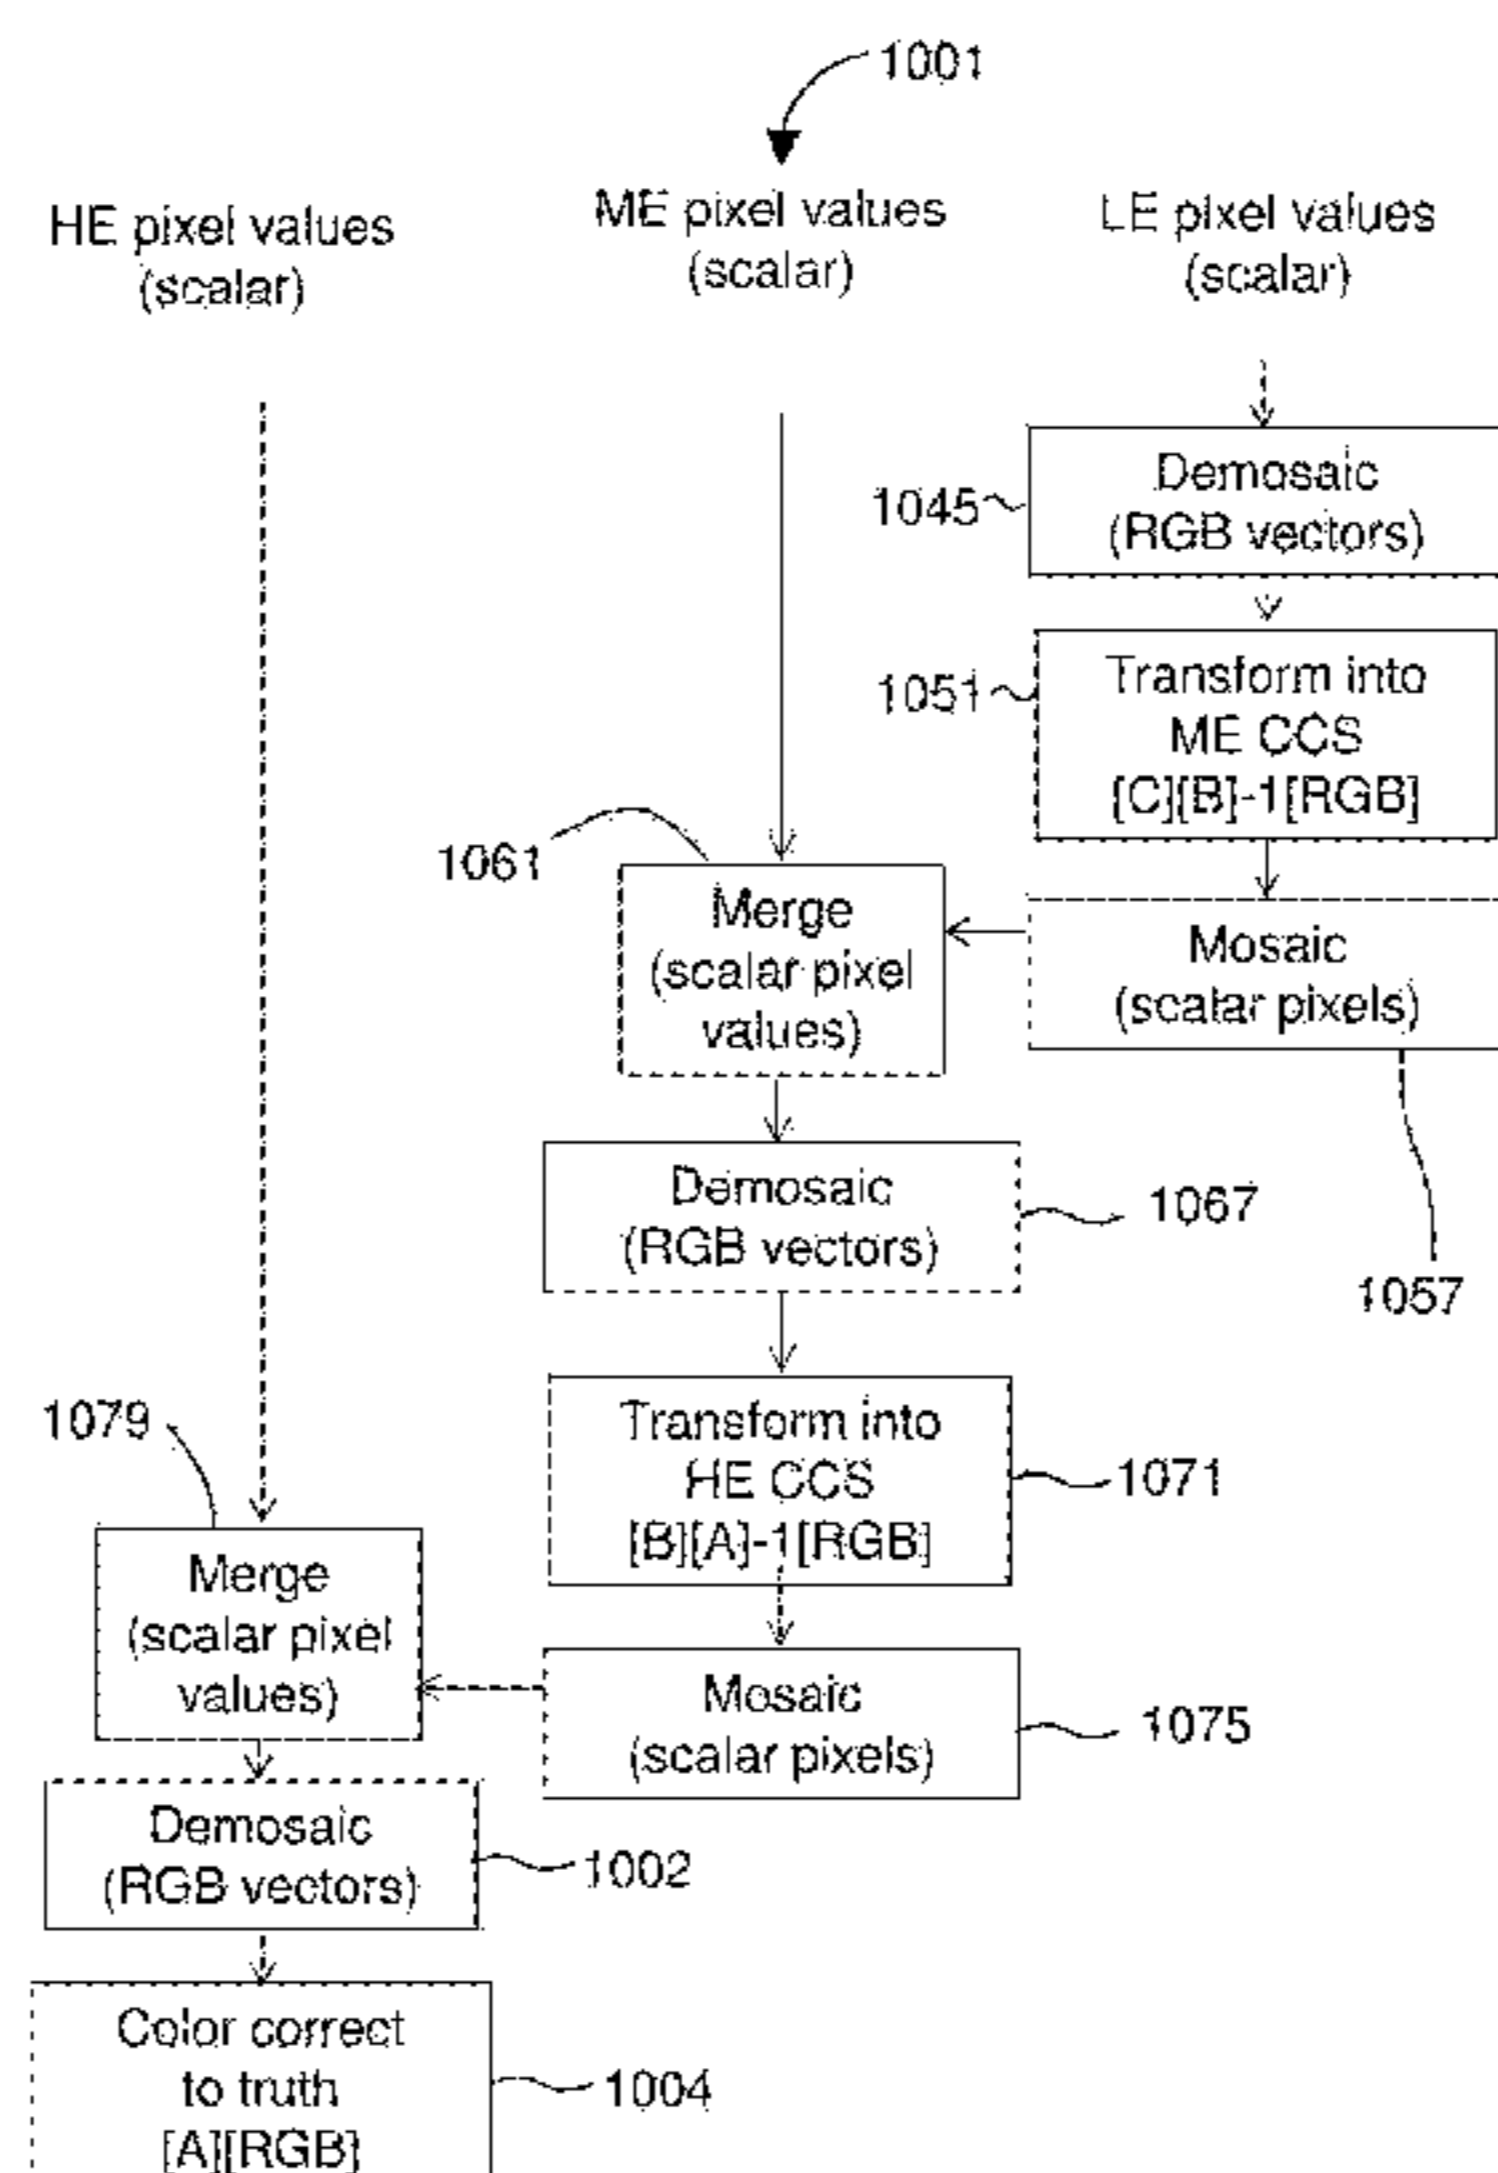 1001
HE pixel values
(scalar)
ME pixel values
(scalar)
LE pixel values
(scalar)
1045
Demosaic
(RGB vectors)
1051
Transform into
ME CCS
[C][B]-1[RGB]
1061
Merge
(scalar pixel
values)
Mosaic
(scalar pixels)
1057
Demosaic
(RGB vectors)
1067
Transform into
HE CCS
[B][A]-1[RGB]
1071
1079
Merge
(scalar pixel
values)
Mosaic
(scalar pixels)
1075
Demosaic
(RGB vectors)
1002
Color correct
to truth
[A][RGB]
1004